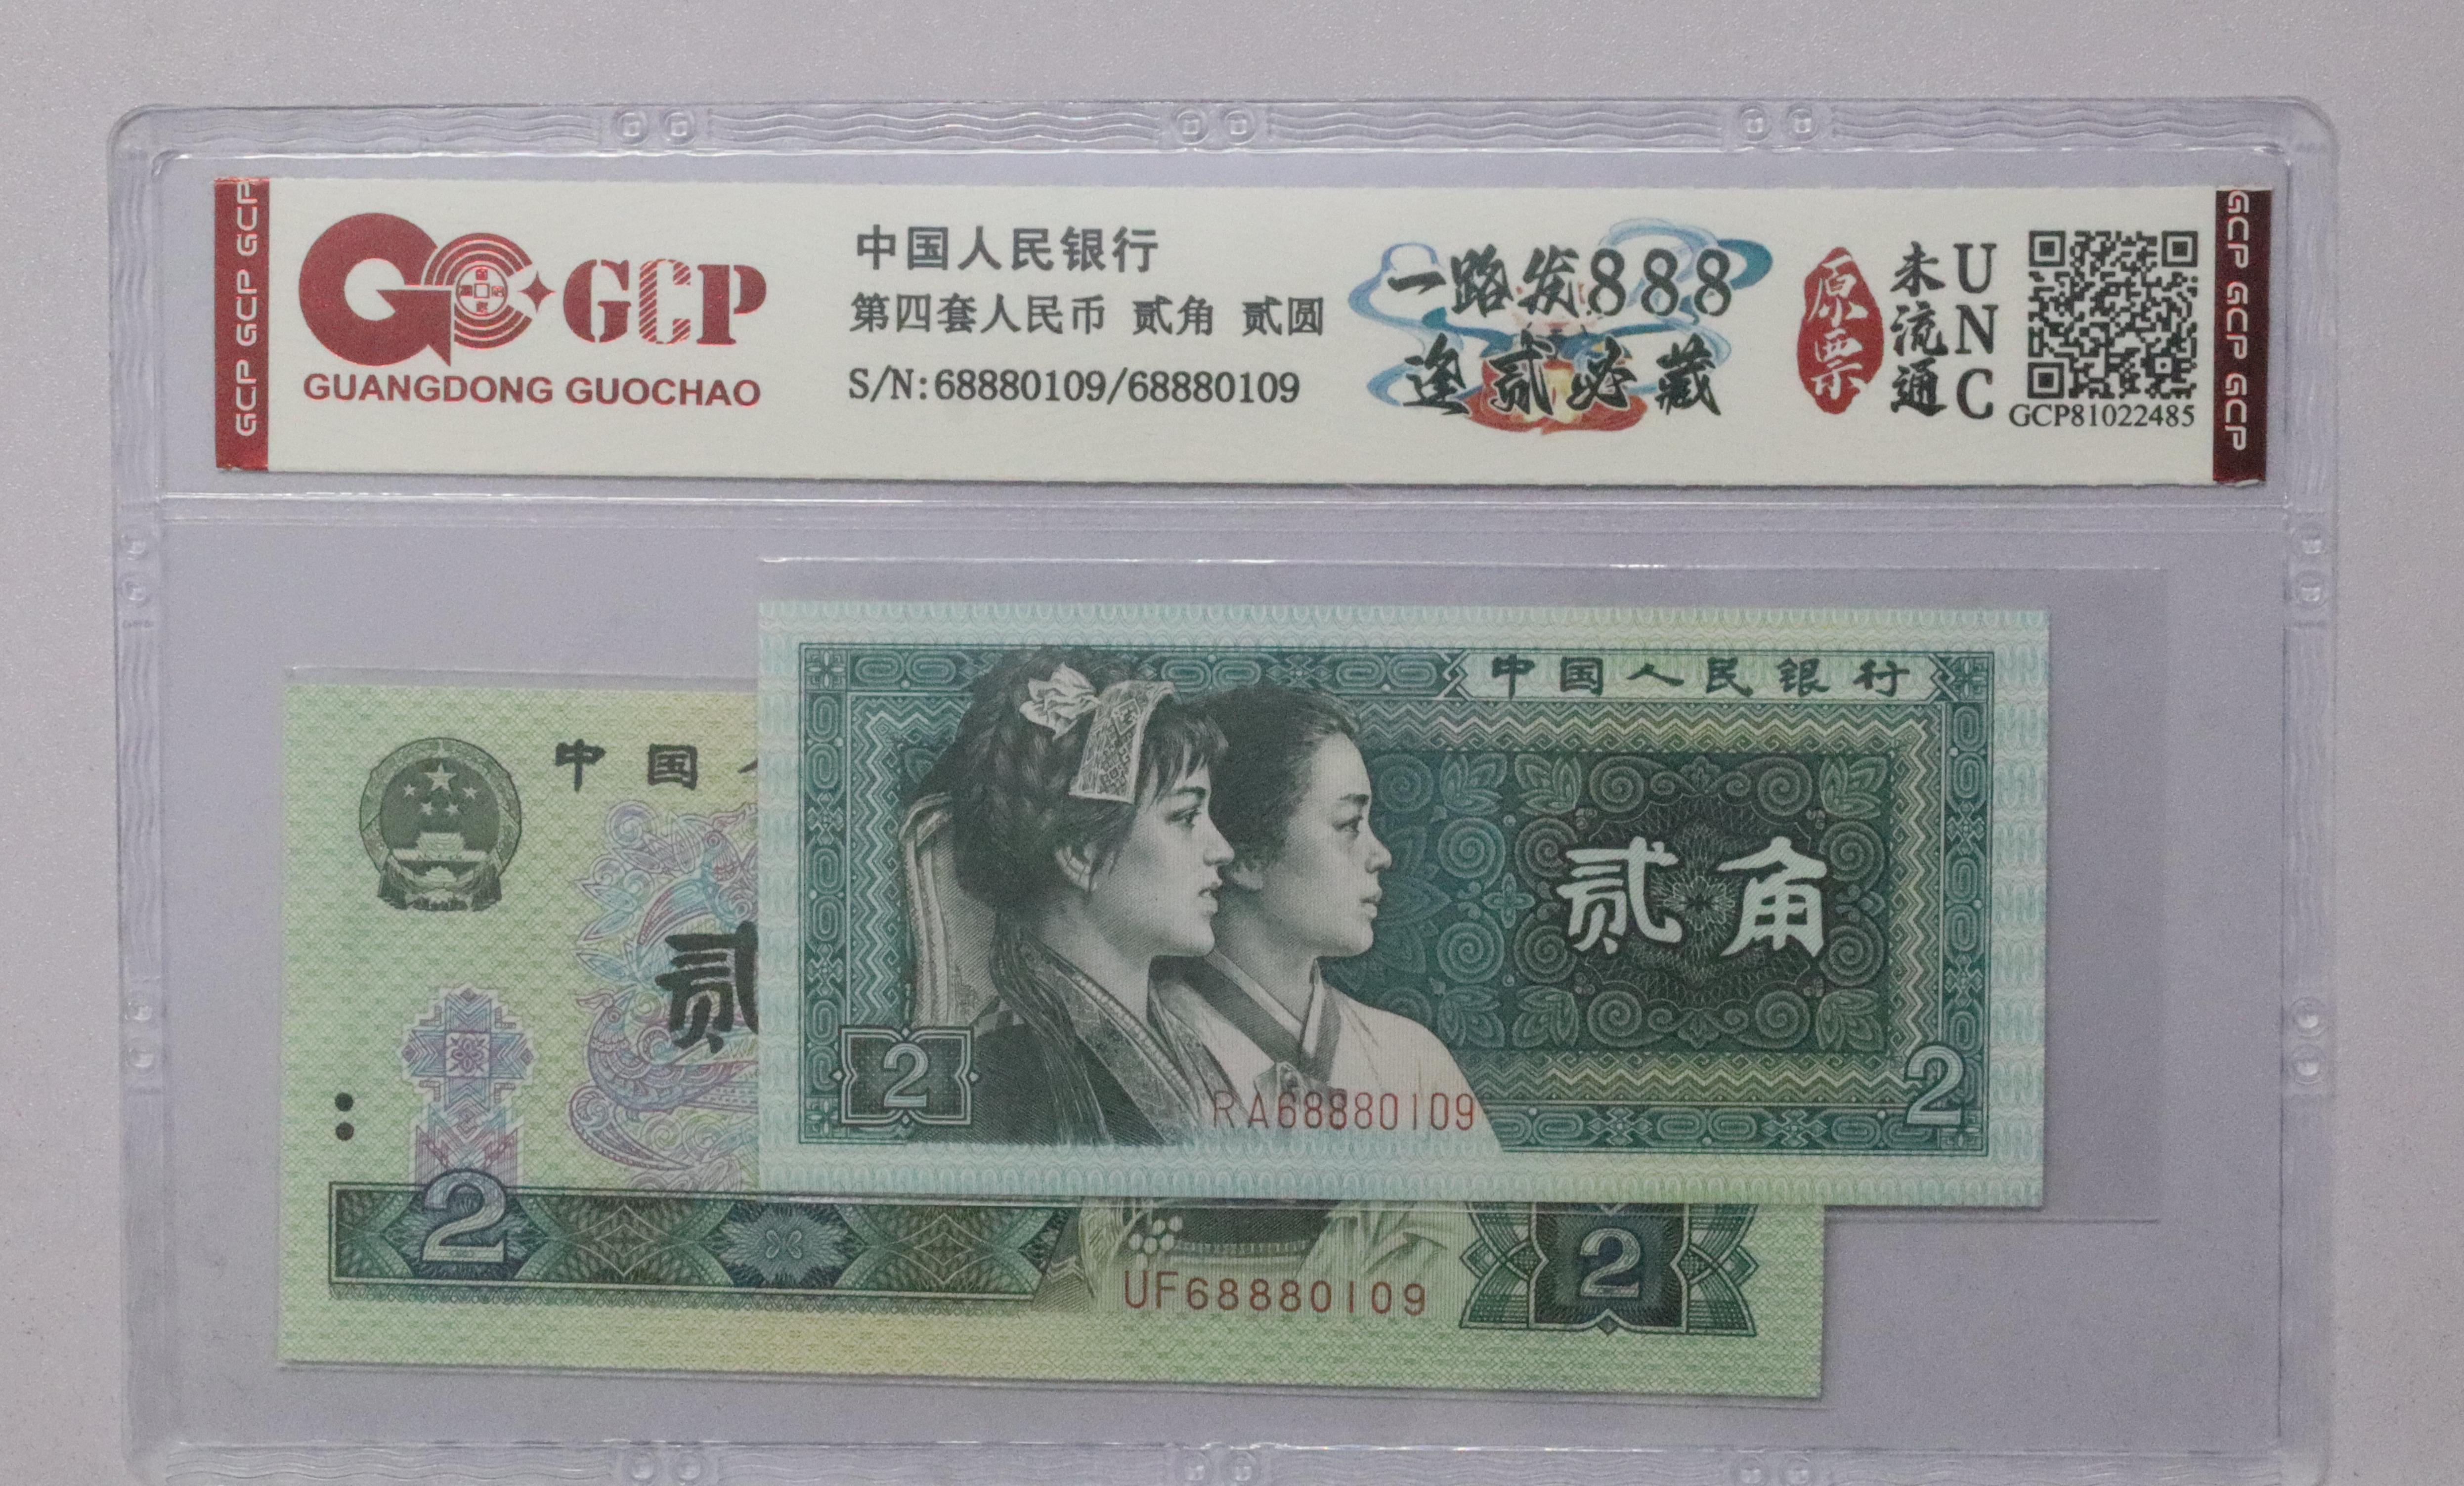 GCP GCP GCP
GCP
GUANGDONG GUOCHAO
中国人民银行
第四套人民币 贰角 贰圆
S/N:68880109/68880109
一路发888
逢贰必藏
原票
未流通
UNC
GCP81022485
GCP GCP GCP
中国人民银行
贰角
2
RA68880109
2
中国
贰
2
UF68880109
2